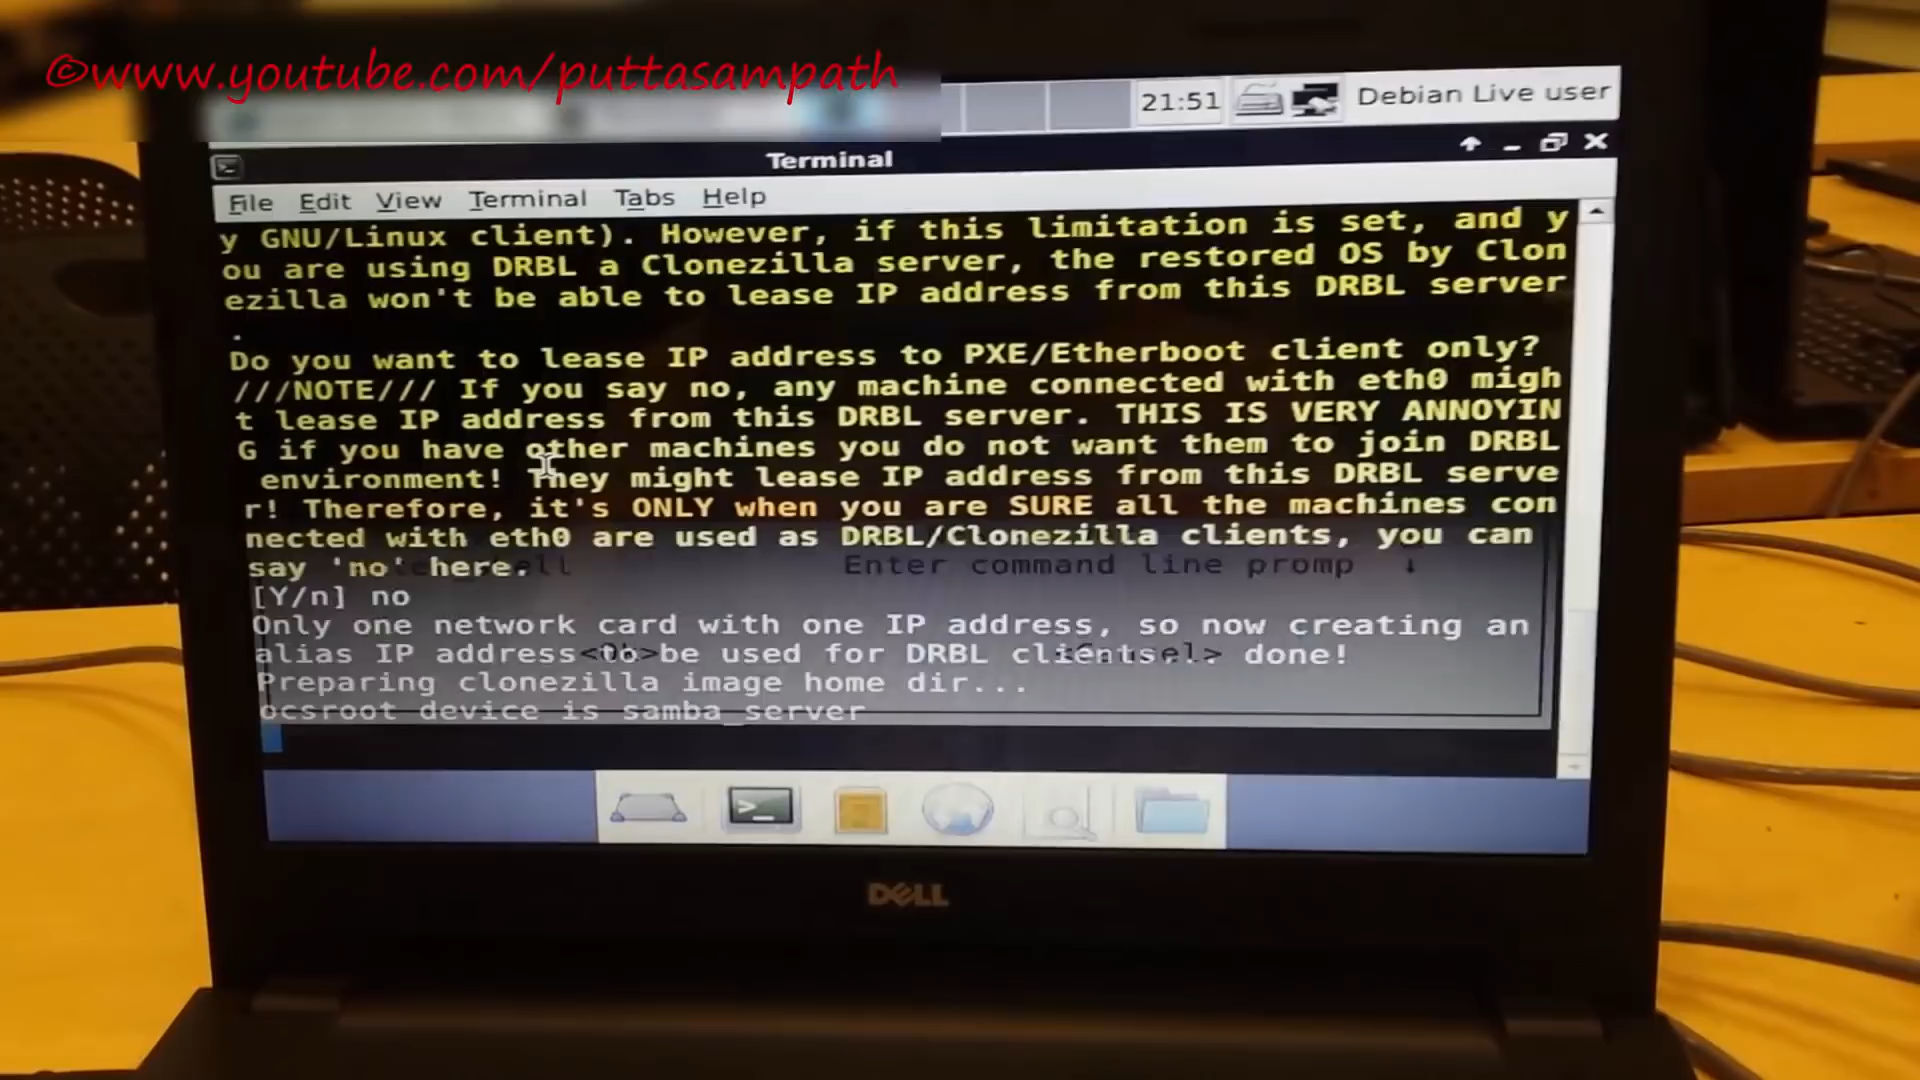 ©www.youtube.com/puttasampath
21:51 Debian Live user
Terminal
File Edit View Terminal Tabs Help
y GNU/Linux client). However, if this limitation is set, and y
ou are using DRBL a Clonezilla server, the restored OS by Clon
ezilla won't be able to lease IP address from this DRBL server
.
Do you want to lease IP address to PXE/Etherboot client only?
///NOTE/// If you say no, any machine connected with eth0 migh
t lease IP address from this DRBL server. THIS IS VERY ANNOYIN
G if you have other machines you do not want them to join DRBL
environment! They might lease IP address from this DRBL serve
r! Therefore, it's ONLY when you are SURE all the machines con
nected with eth0 are used as DRBL/Clonezilla clients, you can
say 'no' here.
Enter command line promp ↓
[Y/n] no
Only one network card with one IP address, so now creating an
alias IP address to be used for DRBL clients... done!
<Ok>
Preparing clonezilla image home dir...
ocsroot device is samba_server
DELL